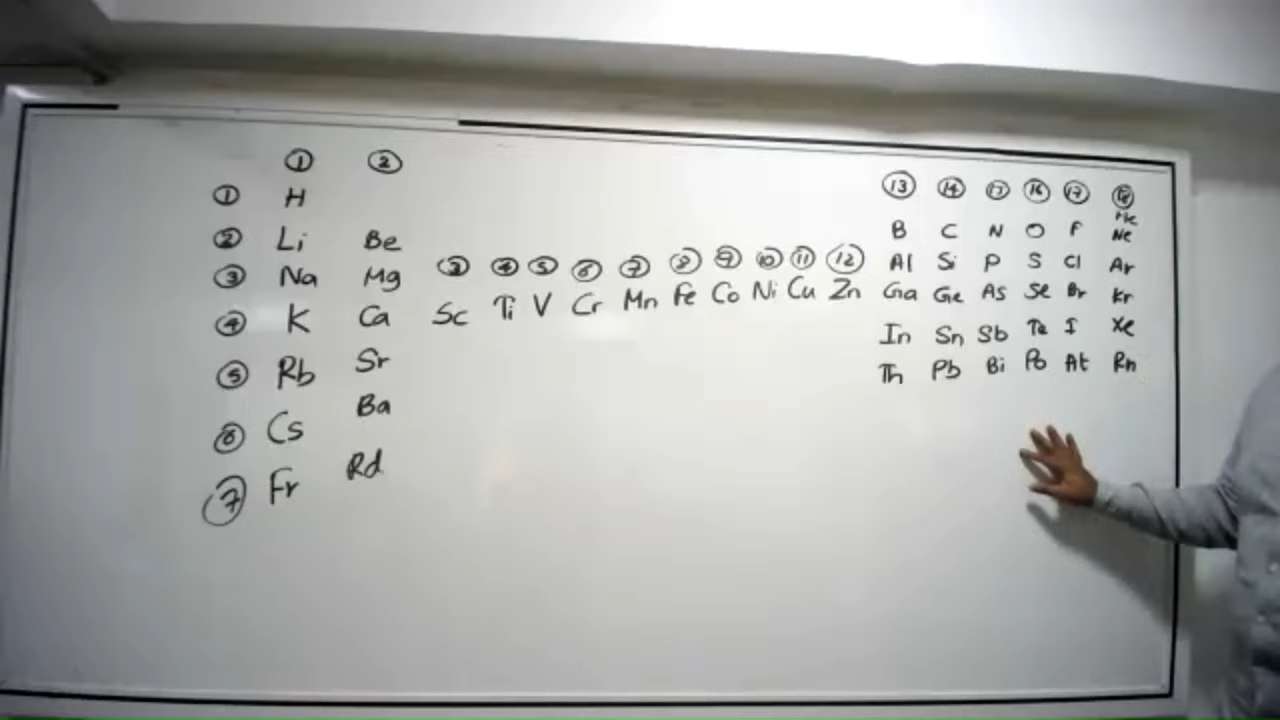 ① ②
⑬ ⑭ ⑮ ⑯ ⑰ ⑱
① H He
② Li Be B C N O F Ne
③ Na Mg Al Si P S Cl Ar
③ ④ ⑤ ⑥ ⑦ ⑧ ⑨ ⑩ ⑪ ⑫
④ K Ca Sc Ti V Cr Mn Fe Co Ni Cu Zn Ga Ge As Se Br Kr
⑤ Rb Sr In Sn Sb Te I Xe
⑥ Cs Ba Th Pb Bi Po At Rn
⑦ Fr Rd